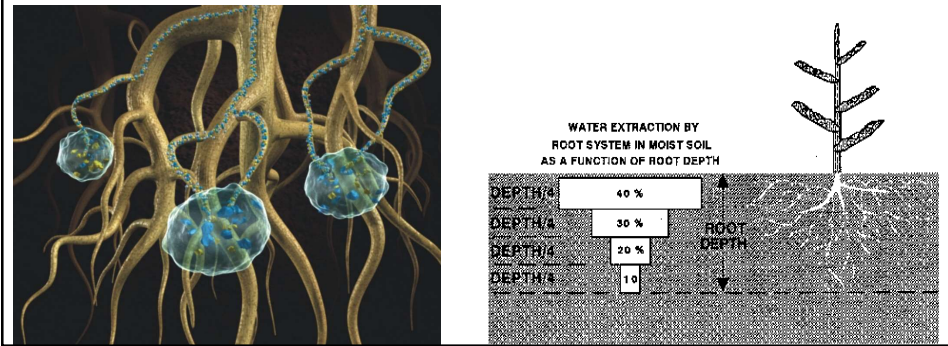 WATER EXTRACTION BY
ROOT SYSTEM IN MOIST SOIL
AS A FUNCTION OF ROOT DEPTH
DEPTH/4
40 %
DEPTH/4
30 %
ROOT
DEPTH
DEPTH/4
20 %
DEPTH/4
10